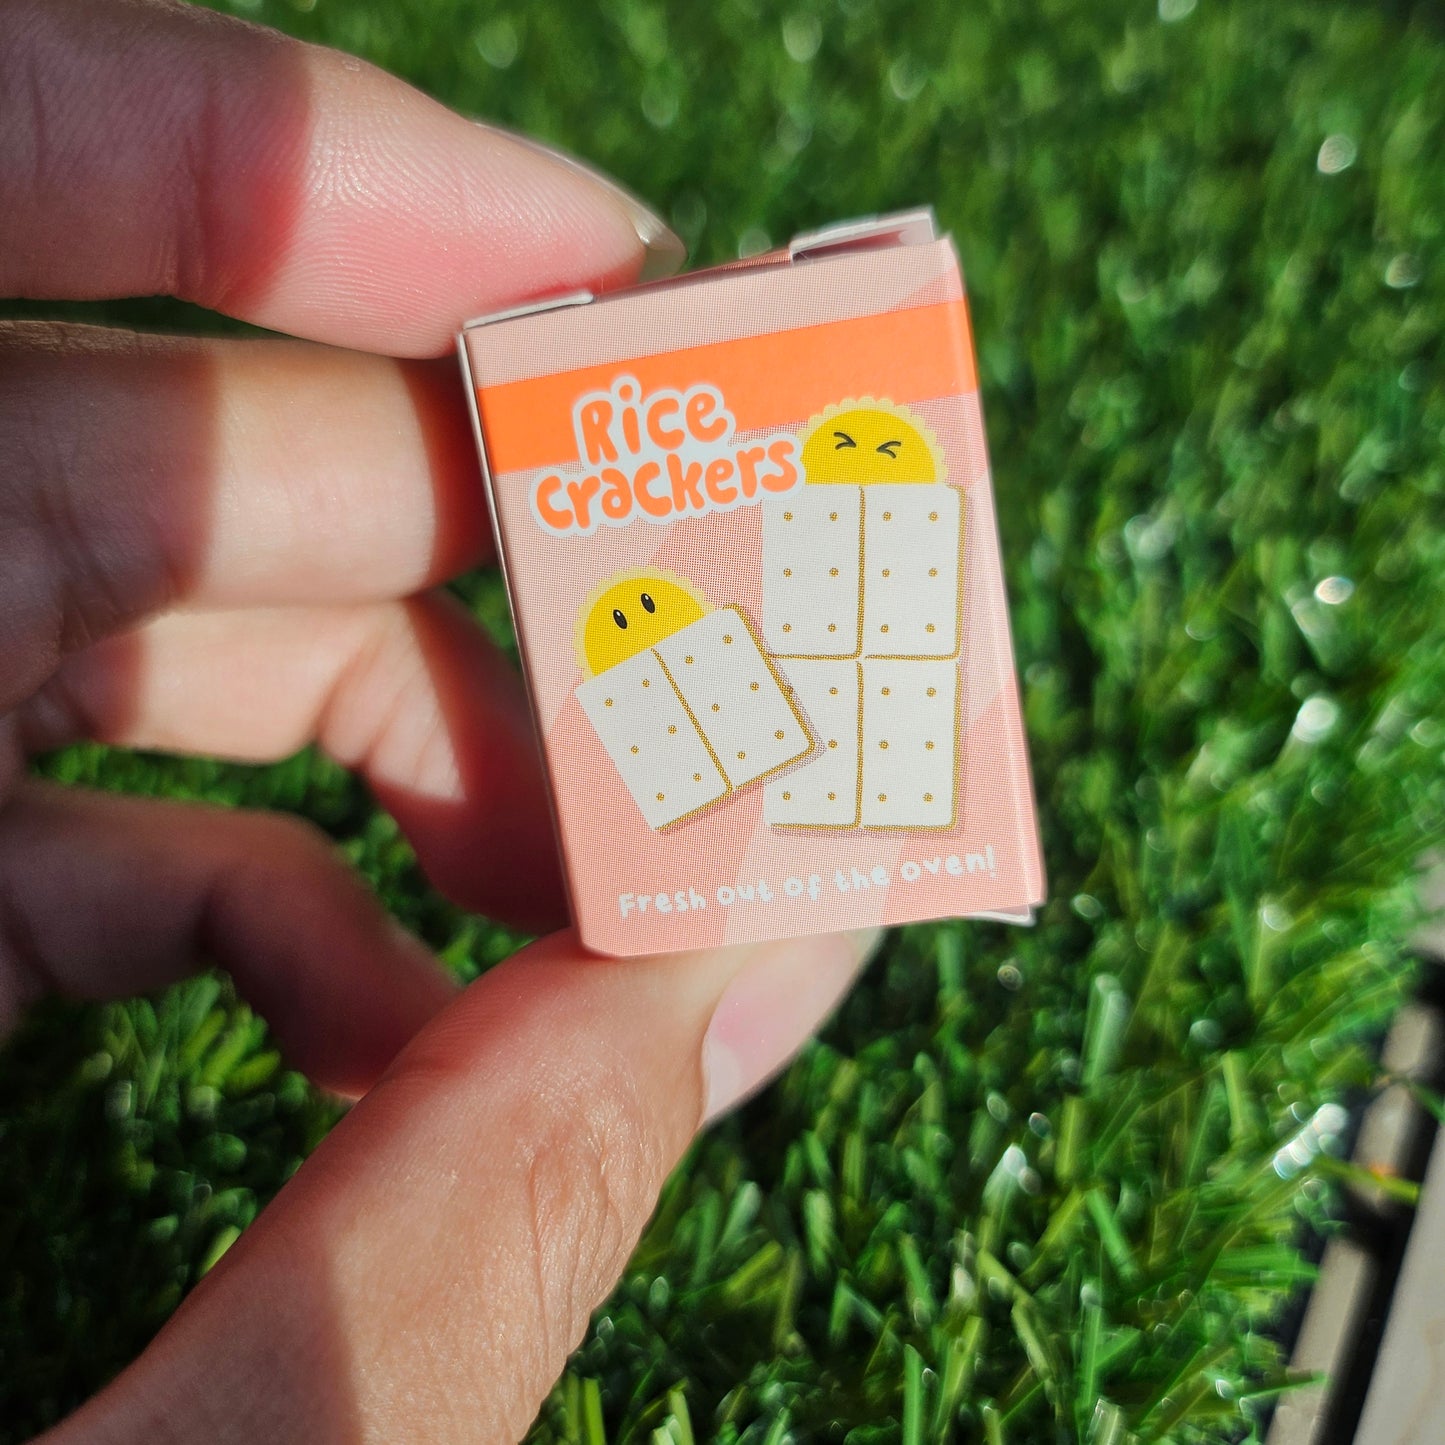 Rice
crackers
Fresh out of the oven!